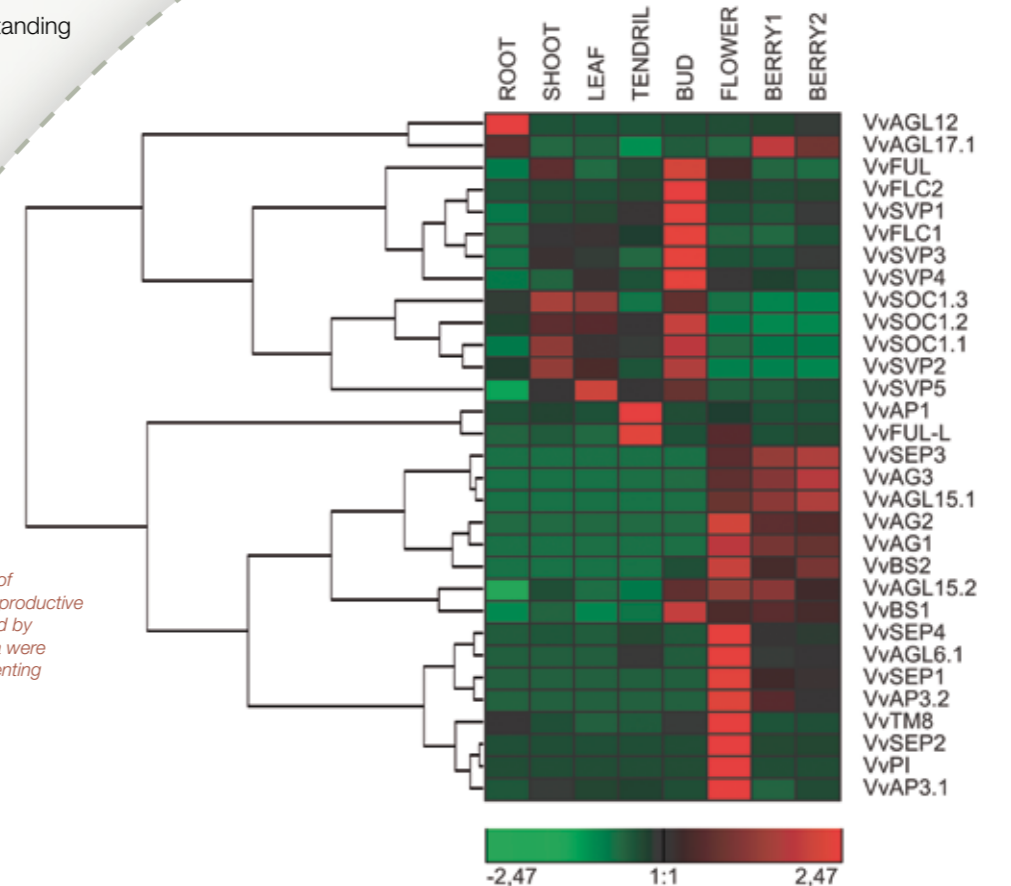 tanding
ROOT
SHOOT
LEAF
TENDRIL
BUD
FLOWER
BERRY1
BERRY2
VvAGL12
VvAGL17.1
VvFUL
VvFLC2
VvSVP1
VvFLC1
VvSVP3
VvSVP4
VvSOC1.3
VvSOC1.2
VvSOC1.1
VvSVP2
VvSVP5
VvAP1
VvFUL-L
VvSEP3
VvAG3
VvAGL15.1
VvAG2
VvAG1
VvBS2
VvAGL15.2
VvBS1
VvSEP4
VvAGL6.1
VvSEP1
VvAP3.2
VvTM8
VvSEP2
VvPI
VvAP3.1
of
productive
d by
were
enting
-2,47
1:1
2,47